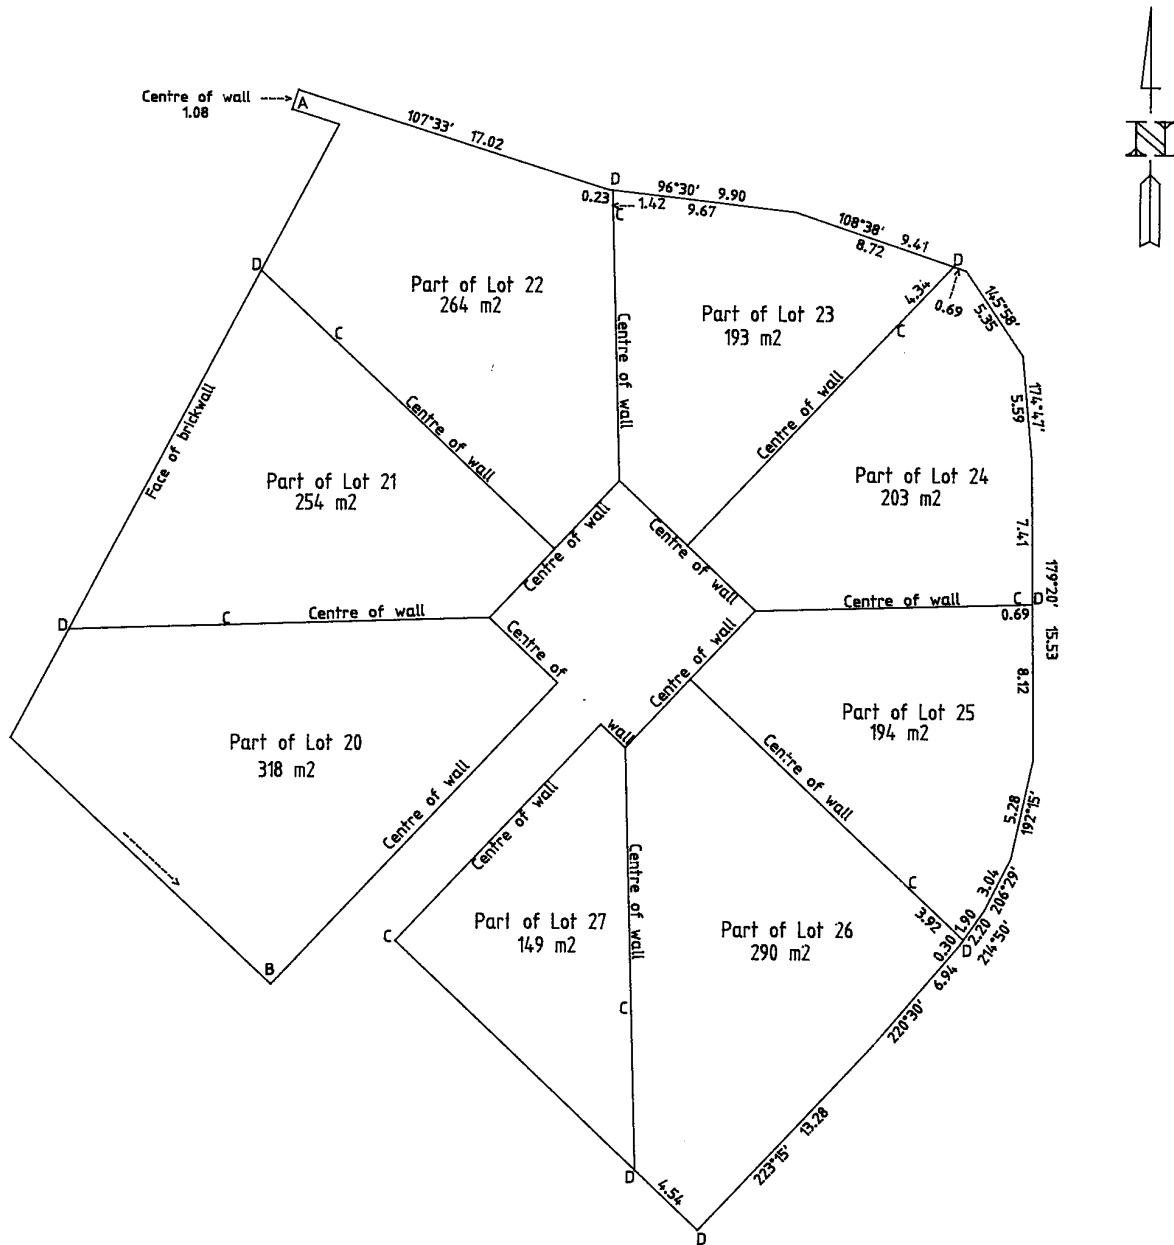 Centre of wall
1.08
A
107°33' 17.02
D
0.23
1.42
C
96°30' 9.90
9.67
108°38' 9.41
8.72
D
4.34
0.69
C
145°58'
5.35
174°47'
5.59
N
D
C
Part of Lot 22
264 m2
Centre of wall
Part of Lot 23
193 m2
Centre of wall
Centre of wall
Face of brickwall
Part of Lot 21
254 m2
Part of Lot 24
203 m2
7.41
Centre of wall
Centre of wall
179°20' 15.53
C D
0.69
Centre of wall
D
C
Centre of wall
Centre of
wall
Centre of wall
8.12
Part of Lot 20
318 m2
Part of Lot 25
194 m2
Centre of wall
5.28
192°15'
Centre of wall
Centre of wall
Centre of wall
C
3.04
206°29'
3.92
1.90
0.30
2.20
214°50'
D
6.94
220°30'
B
C
Part of Lot 27
149 m2
Part of Lot 26
290 m2
C
13.28
223°15'
D
4.54
D